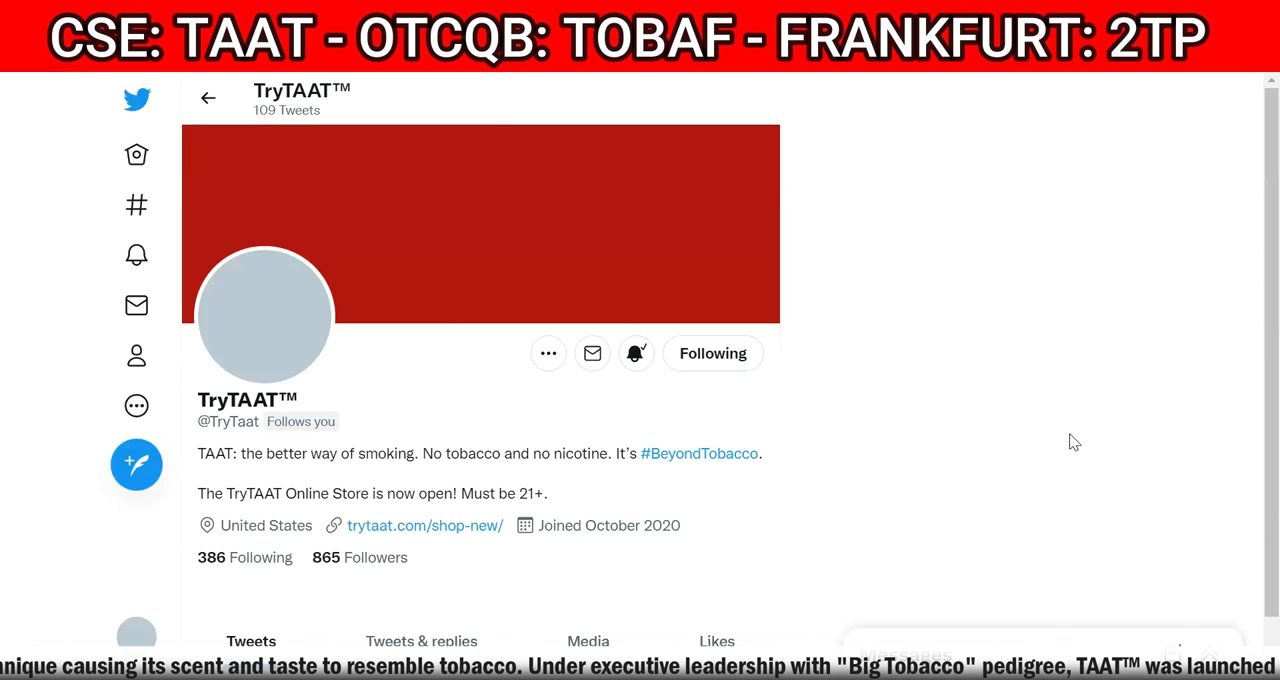 CSE: TAAT - OTCQB: TOBAF - FRANKFURT: 2TP
TryTAAT™
109 Tweets
Following
TryTAAT™
@TryTaat Follows you
TAAT: the better way of smoking. No tobacco and no nicotine. It's #BeyondTobacco.
The TryTAAT Online Store is now open! Must be 21+.
United States trytaat.com/shop-new/ Joined October 2020
386 Following 865 Followers
Tweets Tweets & replies Media Likes
Messages
nique causing its scent and taste to resemble tobacco. Under executive leadership with "Big Tobacco" pedigree, TAAT™ was launched